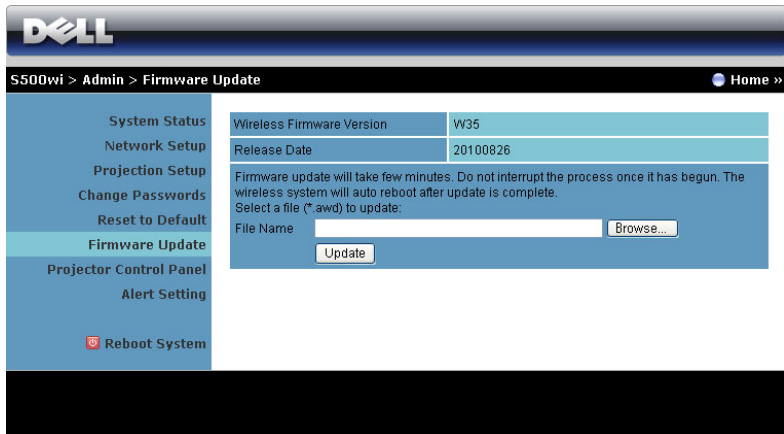 DELL
S500wi > Admin > Firmware Update
Home »
System Status
Network Setup
Projection Setup
Change Passwords
Reset to Default
Firmware Update
Projector Control Panel
Alert Setting
Reboot System
Wireless Firmware Version W35
Release Date 20100826
Firmware update will take few minutes. Do not interrupt the process once it has begun. The
wireless system will auto reboot after update is complete.
Select a file (*.awd) to update:
File Name Browse...
Update